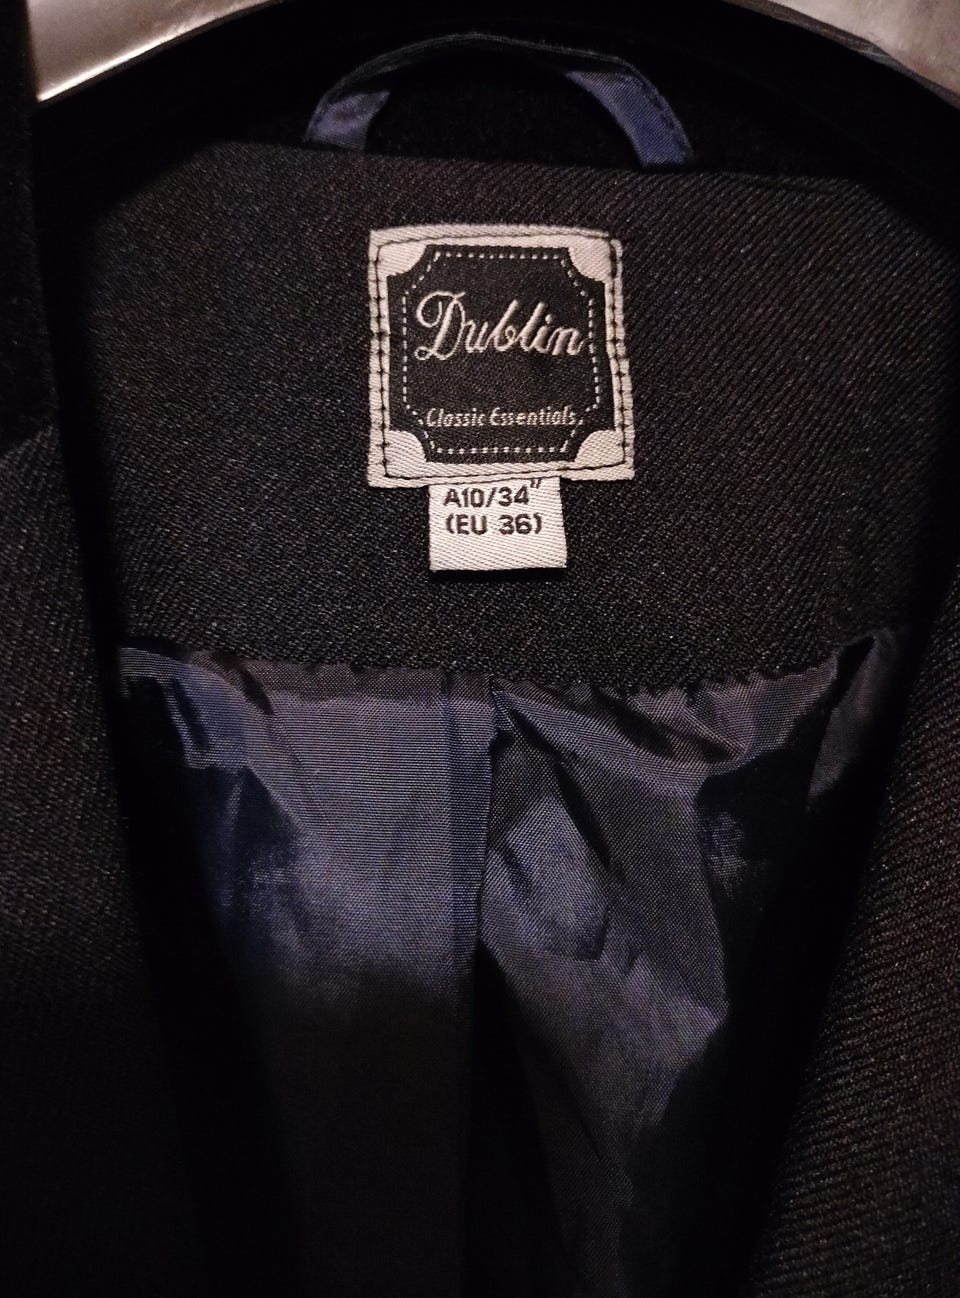 Dublin
Classic Essentials
A10/34"
(EU 36)